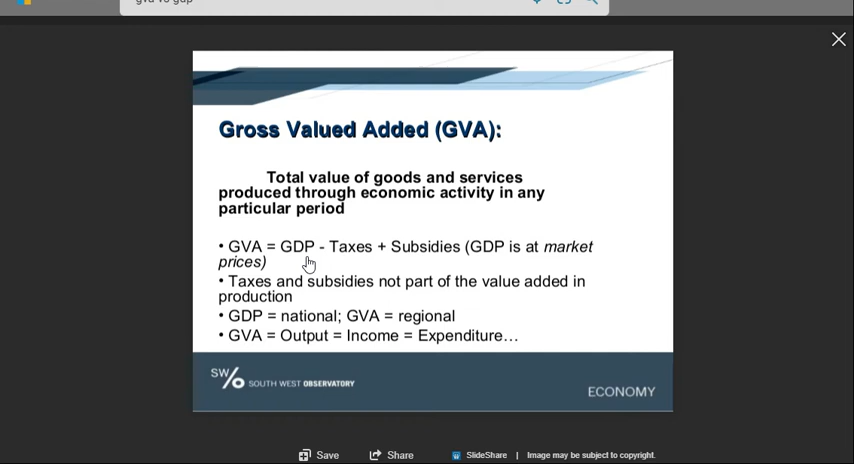 Gross Valued Added (GVA):
Total value of goods and services
produced through economic activity in any
particular period
• GVA = GDP - Taxes + Subsidies (GDP is at market
prices)
• Taxes and subsidies not part of the value added in
production
• GDP = national; GVA = regional
• GVA = Output = Income = Expenditure…
SW/o SOUTH WEST OBSERVATORY
ECONOMY
Save Share SlideShare | Image may be subject to copyright.